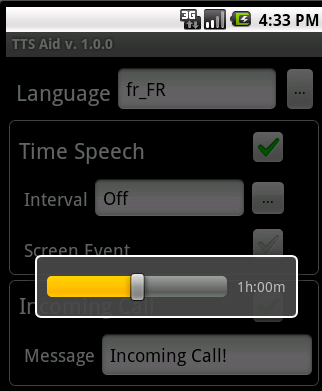 3G 4:33 PM
TTS Aid v. 1.0.0
Language fr_FR ...
Time Speech
Interval Off ...
Screen Event
1h:00m
Incoming Call
Message Incoming Call!